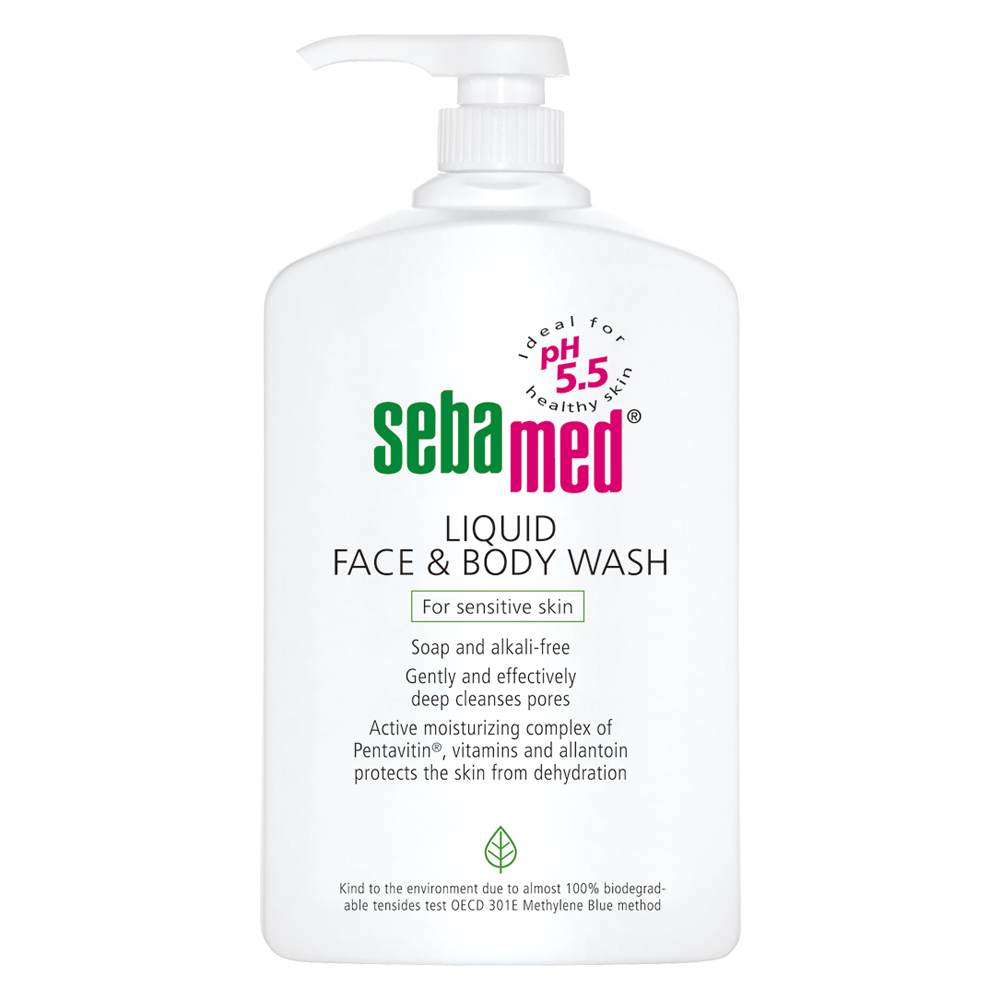 Ideal for
pH
5.5
healthy skin
sebamed®
LIQUID
FACE & BODY WASH
For sensitive skin
Soap and alkali-free
Gently and effectively
deep cleanses pores
Active moisturizing complex of
Pentavitin®, vitamins and allantoin
protects the skin from dehydration
Kind to the environment due to almost 100% biodegrad-
able tensides test OECD 301E Methylene Blue method